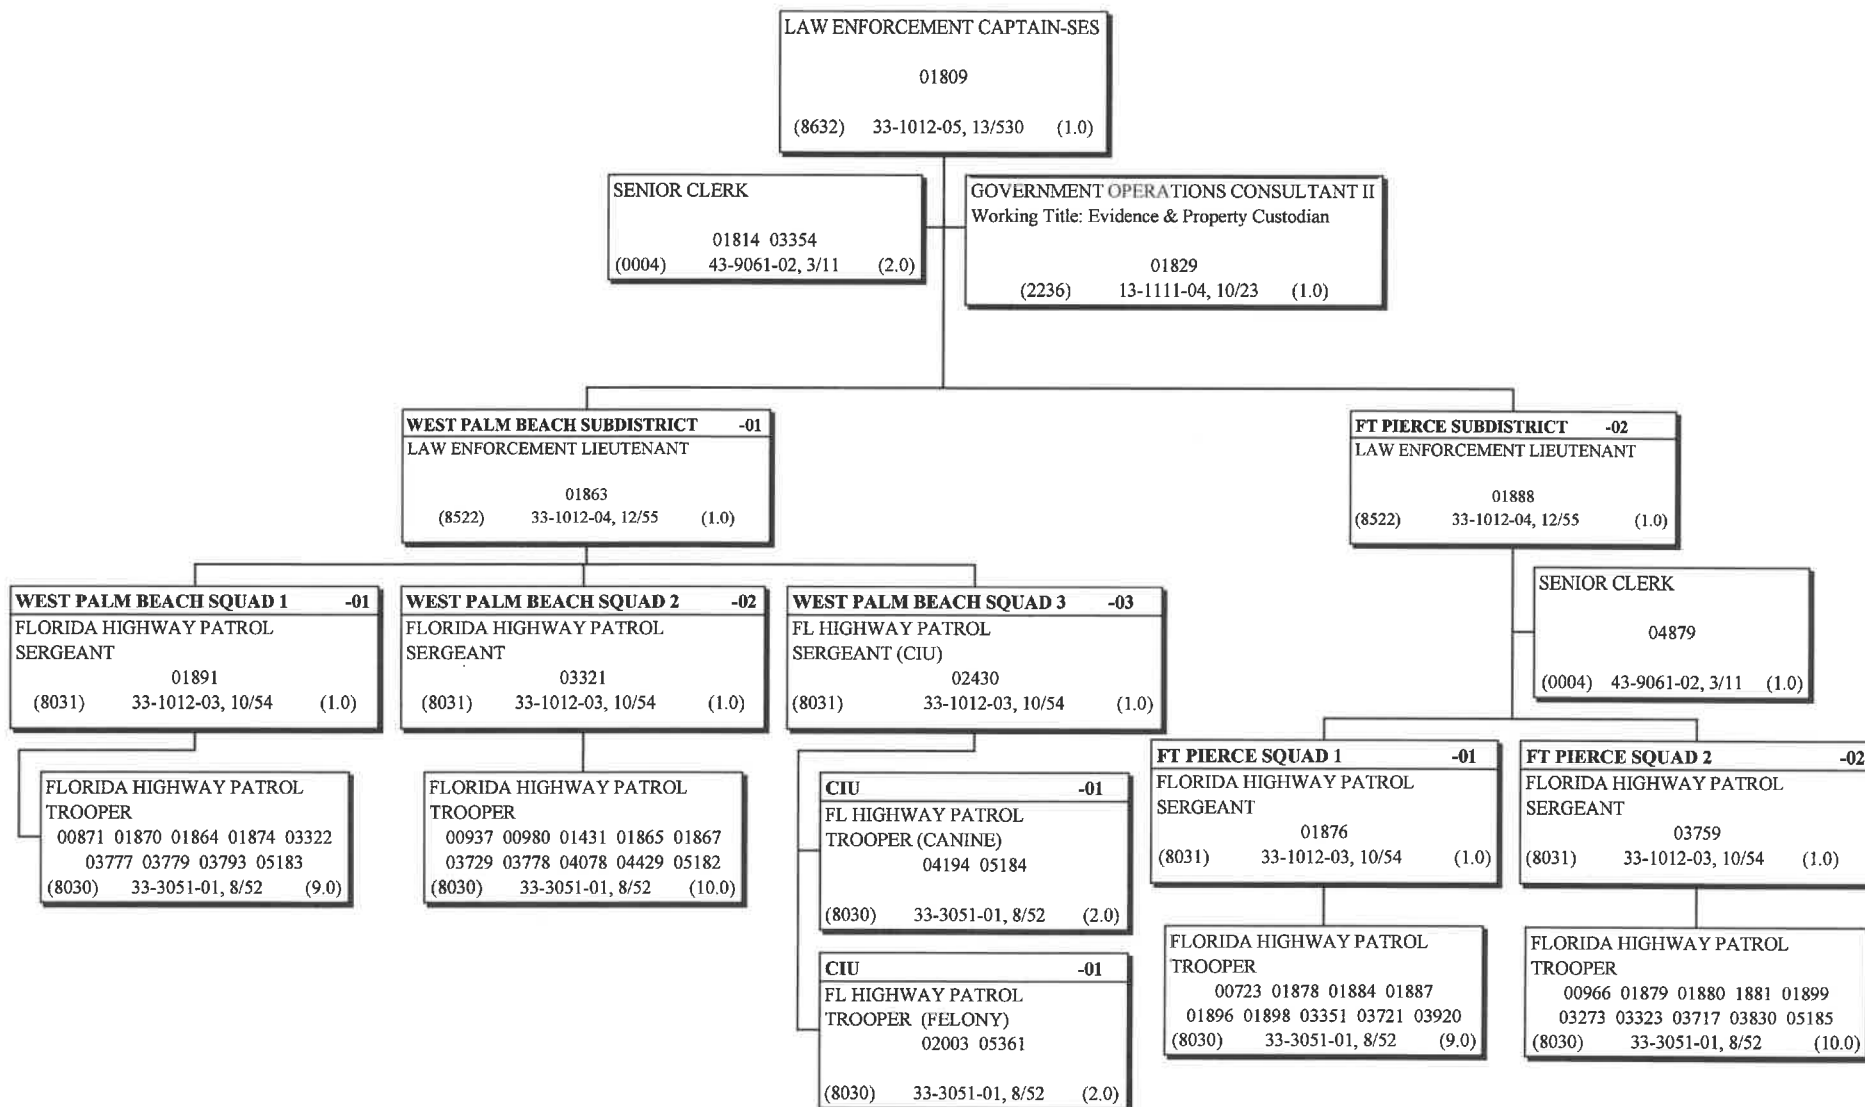 LAW ENFORCEMENT CAPTAIN-SES
01809
(8632) 33-1012-05, 13/530 (1.0)
SENIOR CLERK
01814 03354
(0004) 43-9061-02, 3/11 (2.0)
GOVERNMENT OPERATIONS CONSULTANT II
Working Title: Evidence & Property Custodian
01829
(2236) 13-1111-04, 10/23 (1.0)
WEST PALM BEACH SUBDISTRICT -01
LAW ENFORCEMENT LIEUTENANT
01863
(8522) 33-1012-04, 12/55 (1.0)
FT PIERCE SUBDISTRICT -02
LAW ENFORCEMENT LIEUTENANT
01888
(8522) 33-1012-04, 12/55 (1.0)
SENIOR CLERK
04879
(0004) 43-9061-02, 3/11 (1.0)
WEST PALM BEACH SQUAD 1 -01
FLORIDA HIGHWAY PATROL
SERGEANT
01891
(8031) 33-1012-03, 10/54 (1.0)
WEST PALM BEACH SQUAD 2 -02
FLORIDA HIGHWAY PATROL
SERGEANT
03321
(8031) 33-1012-03, 10/54 (1.0)
WEST PALM BEACH SQUAD 3 -03
FL HIGHWAY PATROL
SERGEANT (CIU)
02430
(8031) 33-1012-03, 10/54 (1.0)
FT PIERCE SQUAD 1 -01
FLORIDA HIGHWAY PATROL
SERGEANT
01876
(8031) 33-1012-03, 10/54 (1.0)
FT PIERCE SQUAD 2 -02
FLORIDA HIGHWAY PATROL
SERGEANT
03759
(8031) 33-1012-03, 10/54 (1.0)
FLORIDA HIGHWAY PATROL
TROOPER
00871 01870 01864 01874 03322
03777 03779 03793 05183
(8030) 33-3051-01, 8/52 (9.0)
FLORIDA HIGHWAY PATROL
TROOPER
00937 00980 01431 01865 01867
03729 03778 04078 04429 05182
(8030) 33-3051-01, 8/52 (10.0)
CIU -01
FL HIGHWAY PATROL
TROOPER (CANINE)
04194 05184
(8030) 33-3051-01, 8/52 (2.0)
CIU -01
FL HIGHWAY PATROL
TROOPER (FELONY)
02003 05361
(8030) 33-3051-01, 8/52 (2.0)
FLORIDA HIGHWAY PATROL
TROOPER
00723 01878 01884 01887
01896 01898 03351 03721 03920
(8030) 33-3051-01, 8/52 (9.0)
FLORIDA HIGHWAY PATROL
TROOPER
00966 01879 01880 1881 01899
03273 03323 03717 03830 05185
(8030) 33-3051-01, 8/52 (10.0)